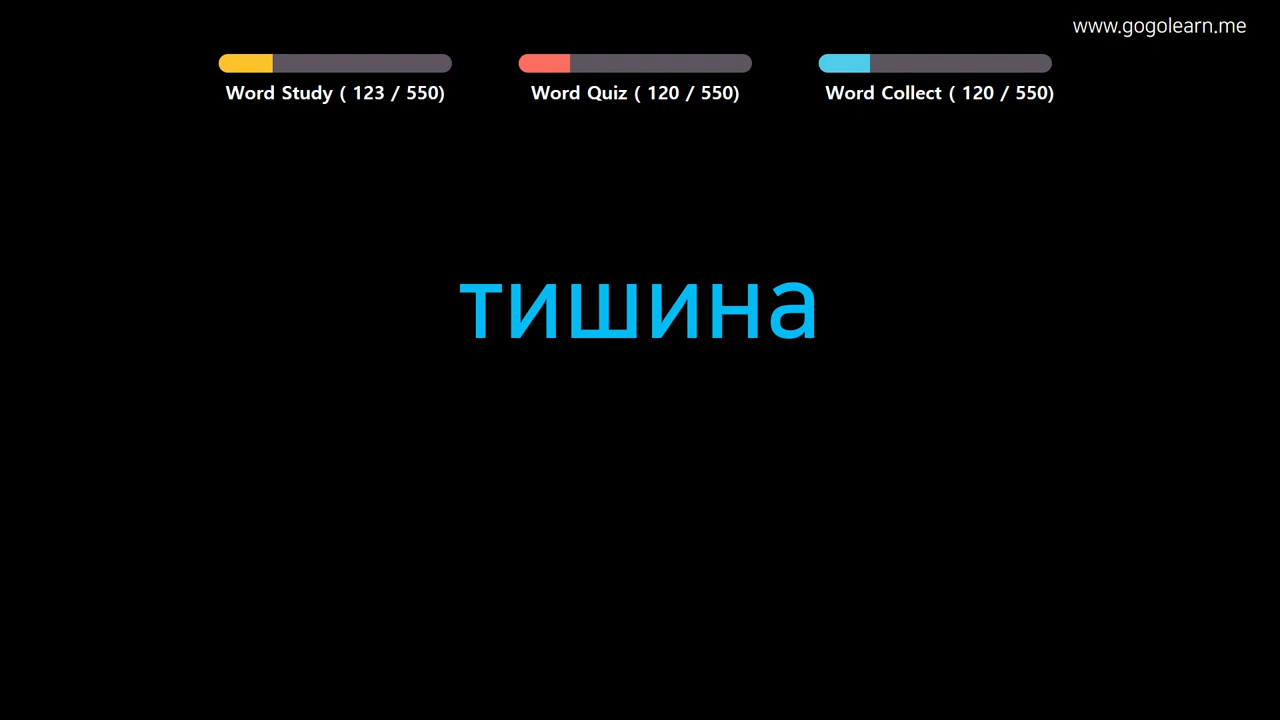 www.gogolearn.me
Word Study ( 123 / 550)
Word Quiz ( 120 / 550)
Word Collect ( 120 / 550)
тишина